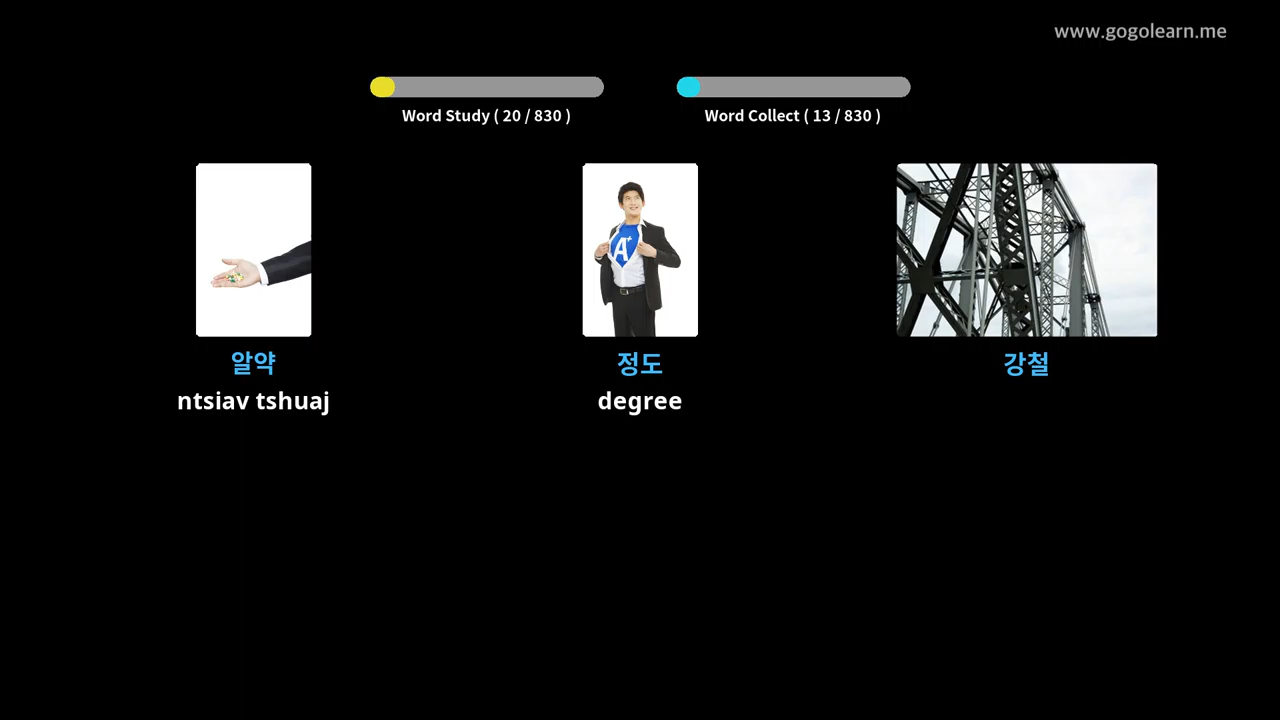 www.gogolearn.me
Word Study ( 20 / 830 )
Word Collect ( 13 / 830 )
A+
알약
정도
강철
ntsiav tshuaj
degree